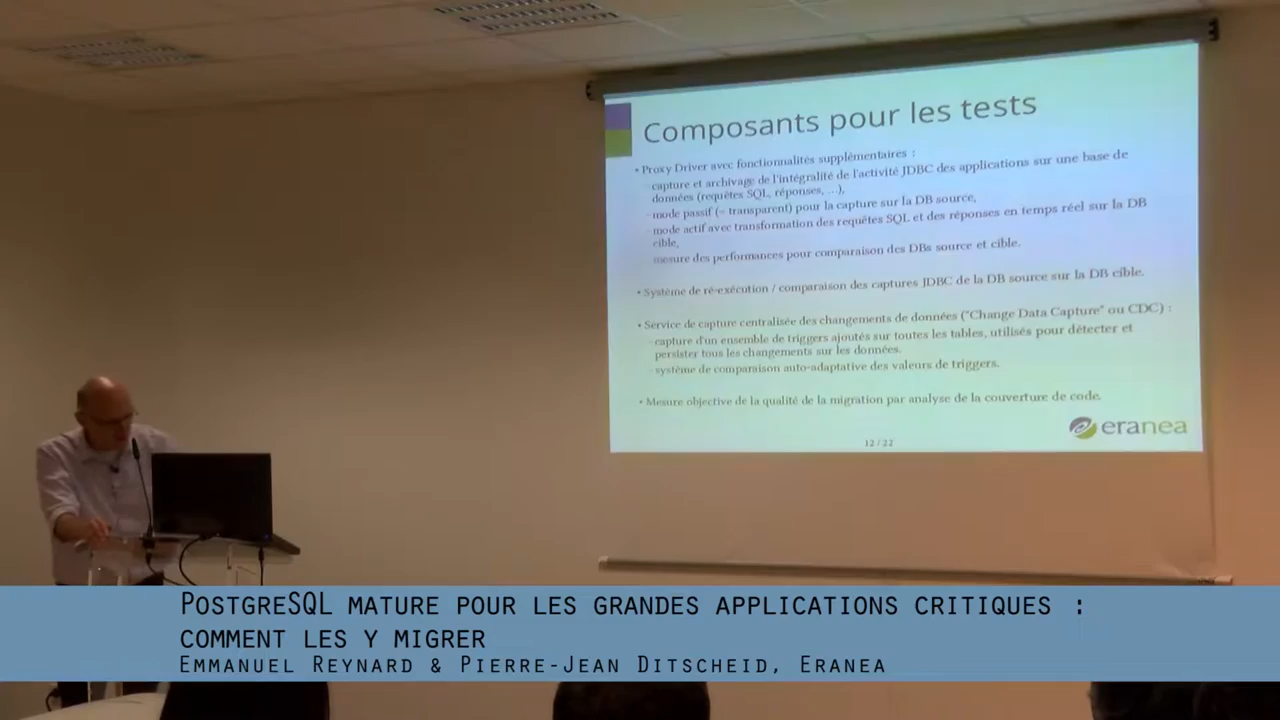 Composants pour les tests
• Proxy Driver avec fonctionnalités supplémentaires :
- capture et archivage de l'intégralité de l'activité JDBC des applications sur une base de
données (requêtes SQL, réponses, ...),
- mode passif (= transparent) pour la capture sur la DB source,
- mode actif avec transformation des requêtes SQL et des réponses en temps réel sur la DB
cible,
- mesure des performances pour comparaison des DBs source et cible.
• Système de ré-exécution / comparaison des captures JDBC de la DB source sur la DB cible.
• Service de capture centralisée des changements de données ("Change Data Capture" ou CDC) :
- capture d'un ensemble de triggers ajoutés sur toutes les tables, utilisés pour détecter et
persister tous les changements sur les données.
- système de comparaison auto-adaptative des valeurs de triggers.
• Mesure objective de la qualité de la migration par analyse de la couverture de code.
eranea
12 / 22
PostgreSQL mature pour les grandes applications critiques :
comment les y migrer
Emmanuel Reynard & Pierre-Jean Ditscheid, Eranea